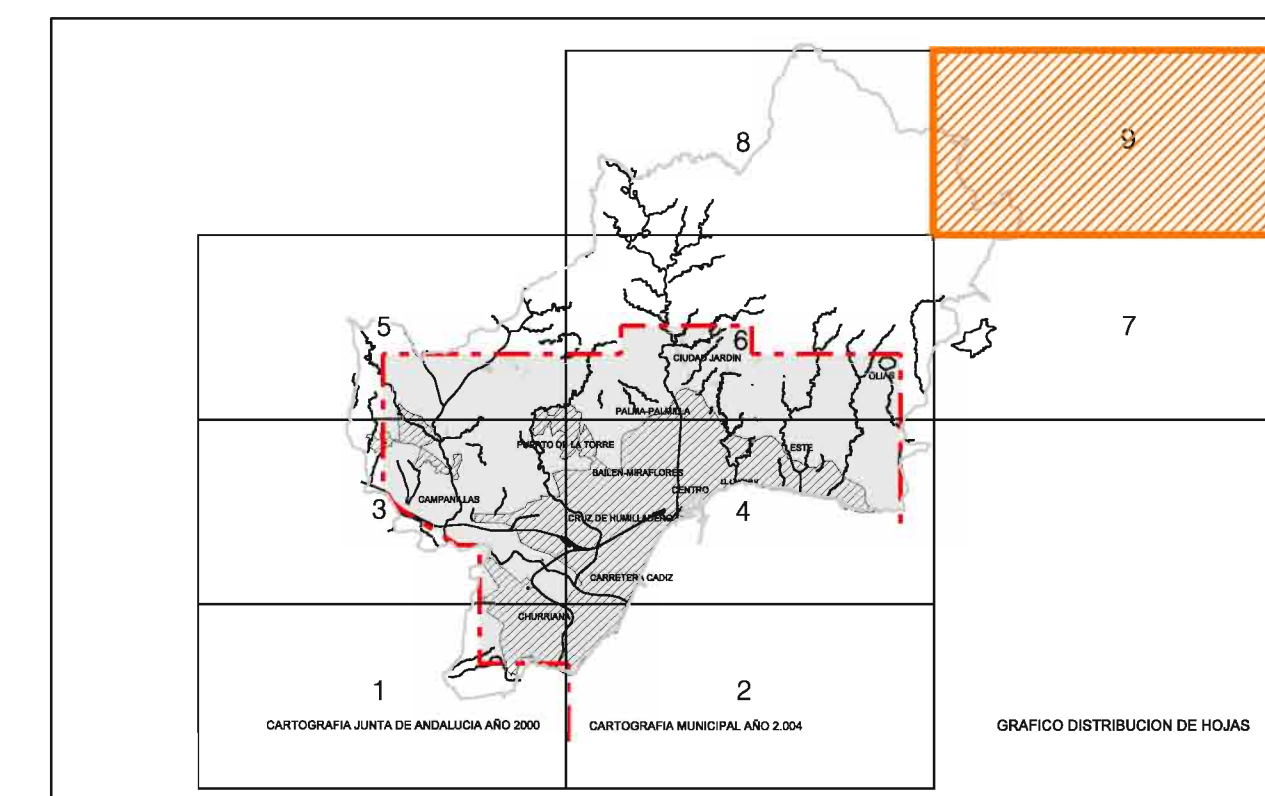 8
9
5
6
7
CIUDAD JARDIN
OLIAS
PALMA-PALMILLA
PUERTO DE LA TORRE
ESTE
BAILEN-MIRAFLORES
CENTRO
CAMPANILLAS
3
4
CRUZ DE HUMILLADERO
CARRETERA CADIZ
CHURRIANA
1
2
CARTOGRAFIA JUNTA DE ANDALUCIA AÑO 2000
CARTOGRAFIA MUNICIPAL AÑO 2.004
GRAFICO DISTRIBUCION DE HOJAS